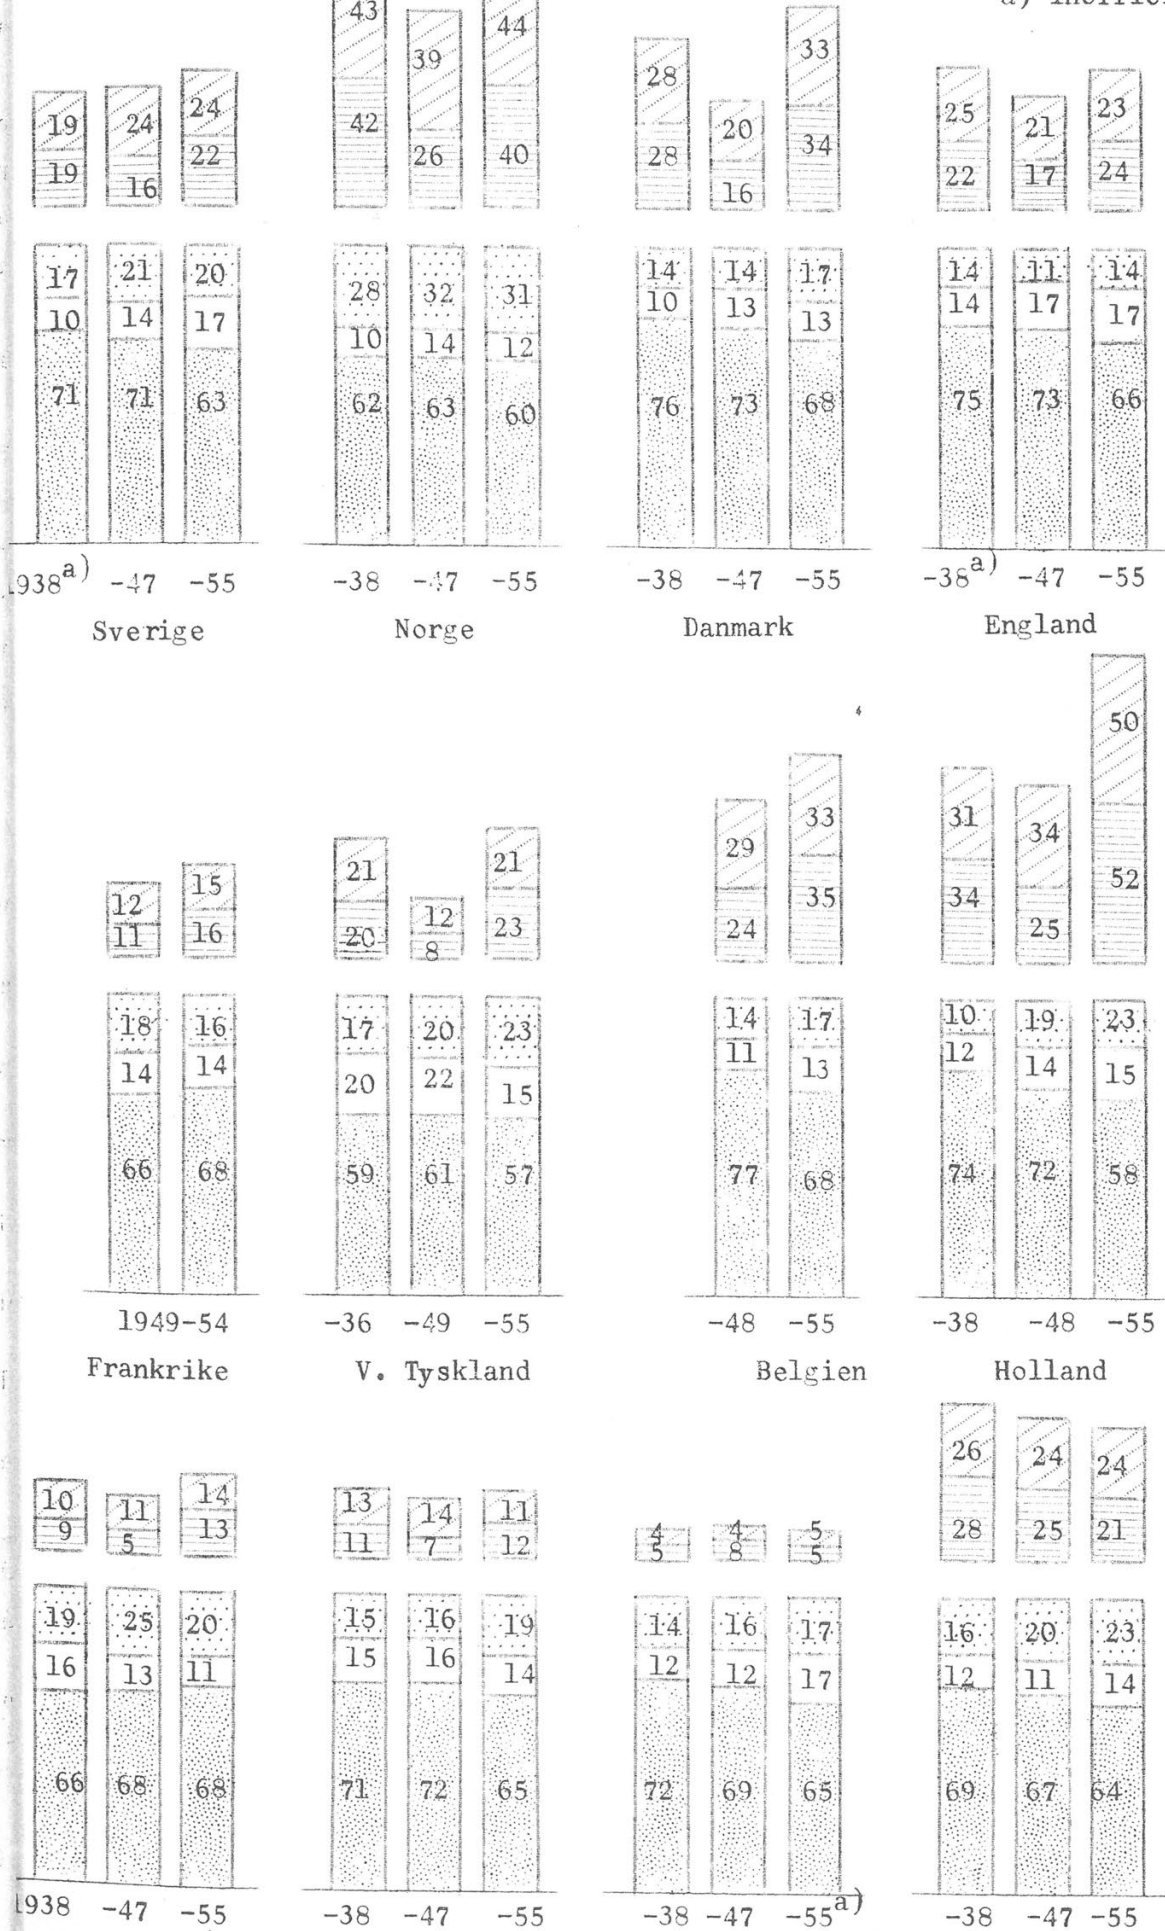 43 44
39 33
28 24 25 23
19 24 42 20 21
19 16 22 26 40 28 16 34 22 17 24
17 21 20 28 32 31 14 14 17 14 11 14
10 14 17 10 14 12 10 13 13 14 17 17
71 71 63 62 63 60 76 73 68 75 73 66
1938a) -47 -55 -38 -47 -55 -38 -47 -55 -38a) -47 -55
Sverige Norge Danmark England
50
33 31 34
12 15 21 12 21 29
11 16 20 8 23 24 35 34 25 52
18 16 17 20 23 14 17 10 19 23
14 14 20 22 15 11 13 12 14 15
66 68 59 61 57 77 68 74 72 58
1949-54 -36 -49 -55 -48 -55 -38 -48 -55
Frankrike V. Tyskland Belgien Holland
10 11 14 13 14 11 4 4 5 26 24 24
9 5 13 11 7 12 5 8 5 28 25 21
19 25 20 15 16 19 14 16 17 16 20 23
16 13 11 15 16 14 12 12 17 12 11 14
66 68 68 71 72 65 72 69 65 69 67 64
1938 -47 -55 -38 -47 -55 -38 -47 -55a) -38 -47 -55